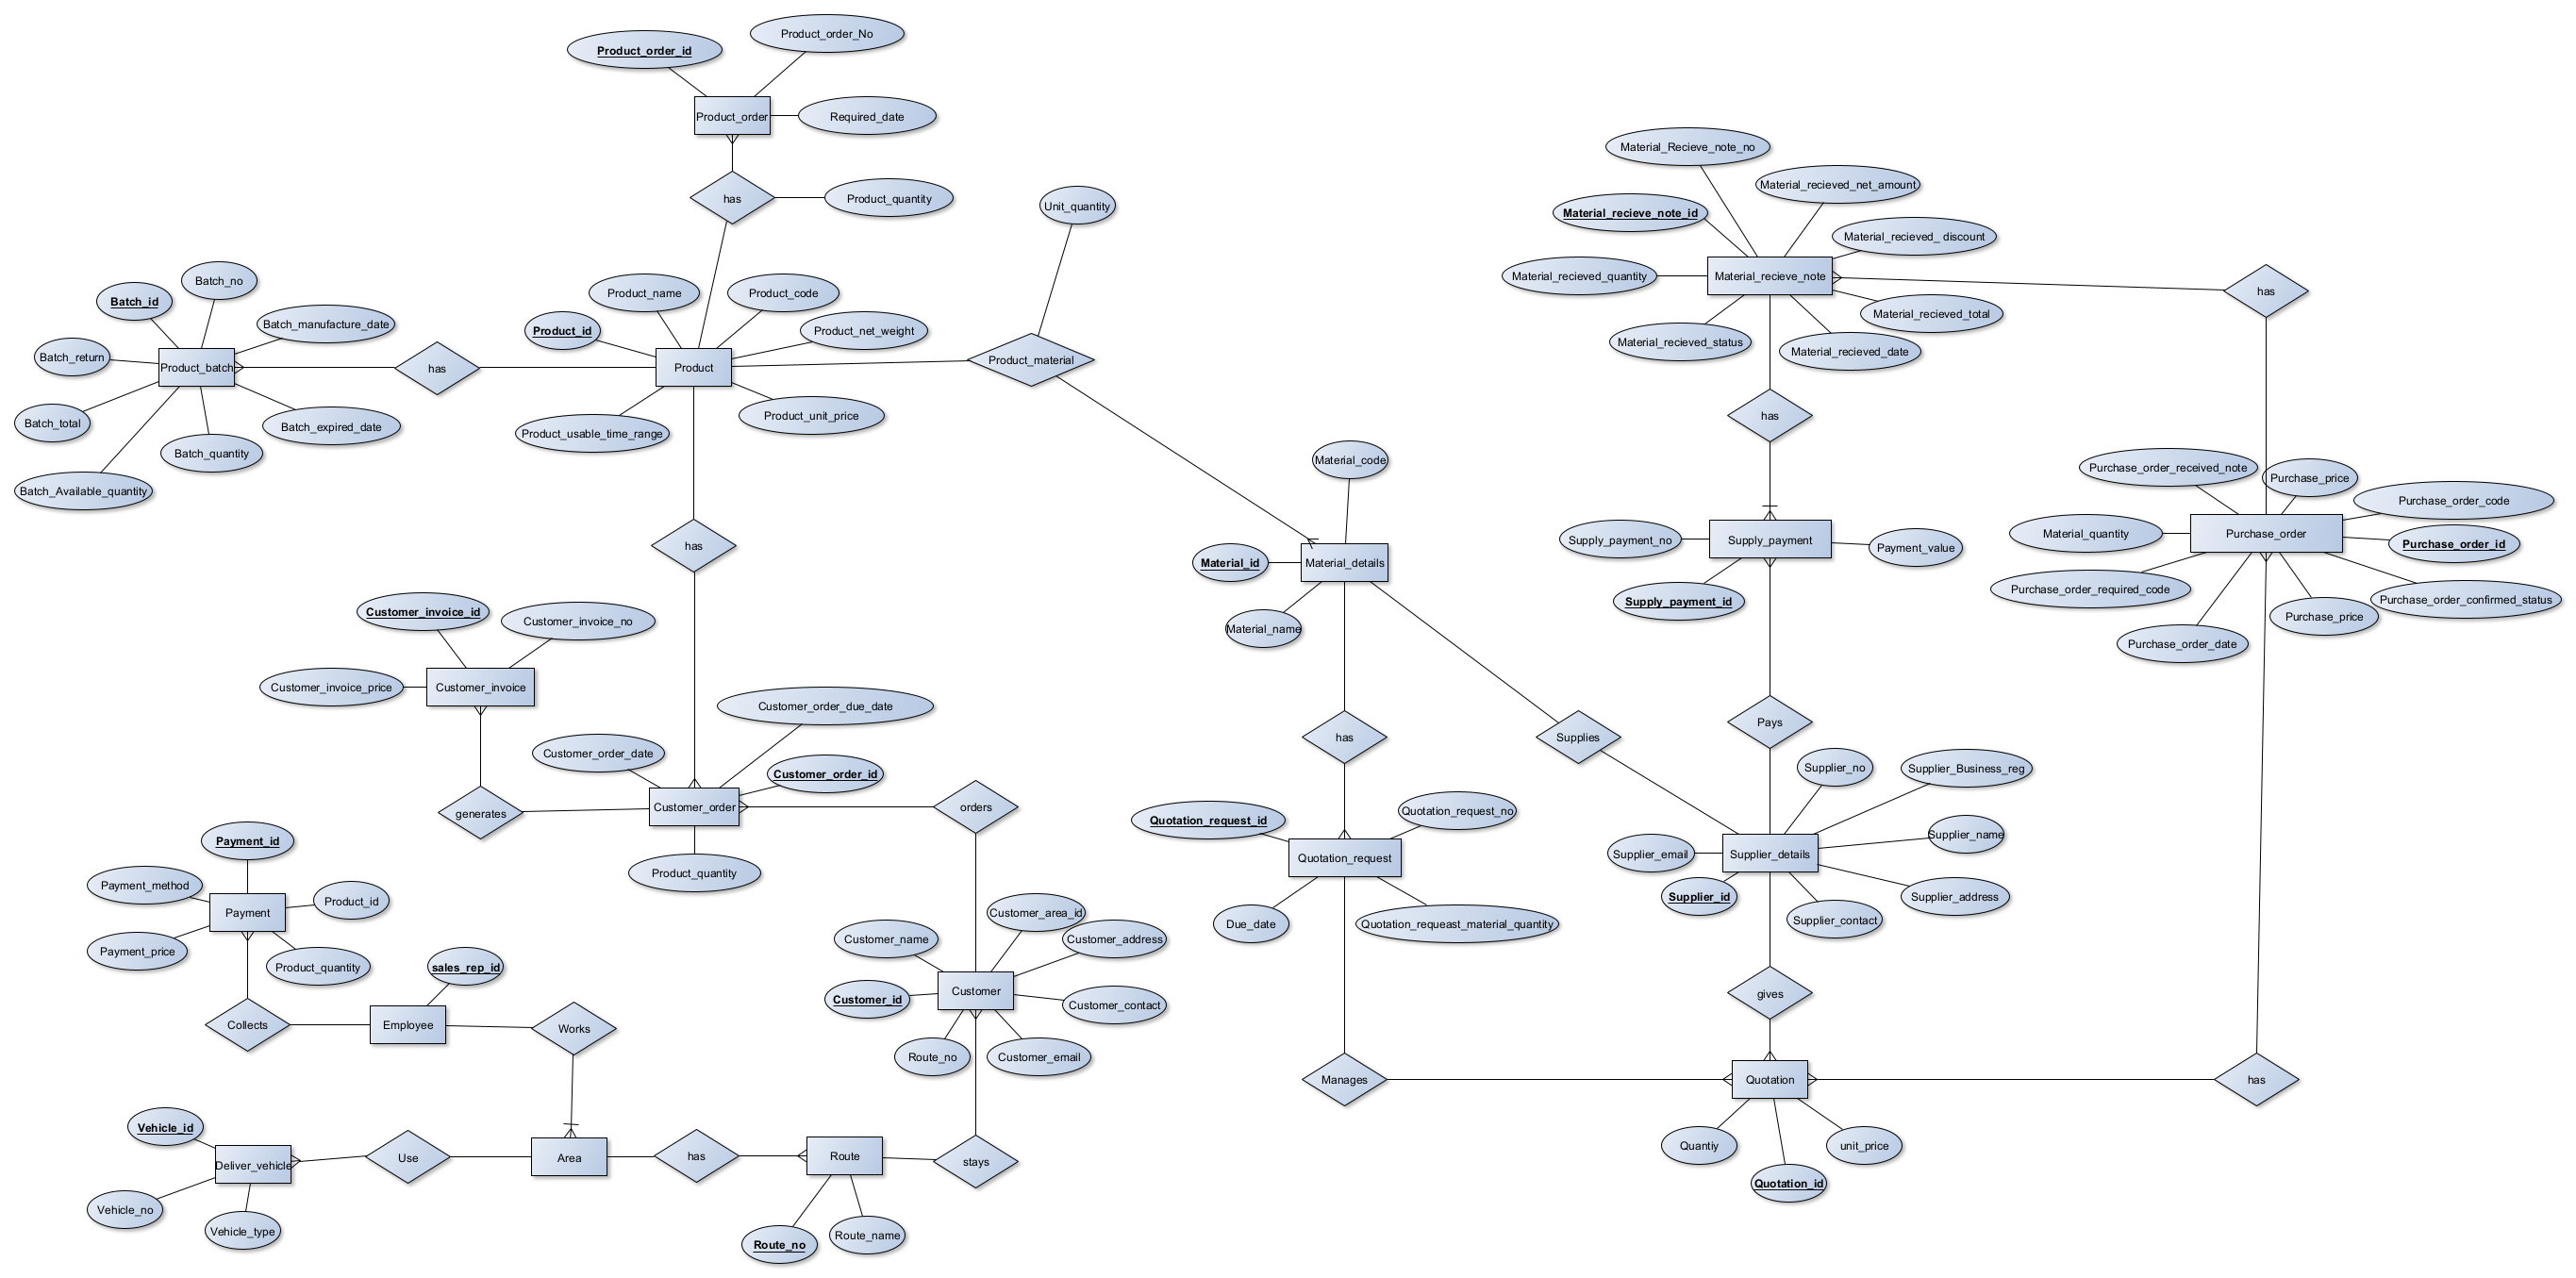 Product_order_No
Product_order_id
Product_order
Required_date
has
Product_quantity
Unit_quantity
Material_Recieve_note_no
Material_recieved_net_amount
Material_recieve_note_id
Material_recieved_ discount
Material_recieved_quantity
Material_recieve_note
Material_recieved_total
Material_recieved_status
Material_recieved_date
has
Batch_no
Batch_id
Batch_manufacture_date
Batch_return
Product_batch
Batch_total
Batch_expired_date
Batch_quantity
Batch_Available_quantity
has
Product_name
Product_code
Product_id
Product_net_weight
Product
Product_unit_price
Product_usable_time_range
Product_material
has
has
Material_code
Material_id
Material_details
Material_name
Supply_payment_no
Supply_payment
Payment_value
Supply_payment_id
Purchase_order_received_note
Purchase_price
Purchase_order_code
Material_quantity
Purchase_order
Purchase_order_id
Purchase_order_required_code
Purchase_order_confirmed_status
Purchase_price
Purchase_order_date
Customer_invoice_id
Customer_invoice_no
Customer_invoice_price
Customer_invoice
Customer_order_due_date
Customer_order_date
Customer_order_id
generates
Customer_order
orders
Product_quantity
has
Supplies
Pays
Quotation_request_id
Quotation_request_no
Quotation_request
Due_date
Quotation_requeast_material_quantity
Supplier_no
Supplier_Business_reg
Supplier_email
Supplier_details
Supplier_name
Supplier_id
Supplier_contact
Supplier_address
Payment_id
Payment_method
Payment
Product_id
Payment_price
Product_quantity
sales_rep_id
Collects
Employee
Works
Customer_name
Customer_area_id
Customer_address
Customer_id
Customer
Customer_contact
Route_no
Customer_email
gives
Manages
Quotation
has
Quantiy
unit_price
Quotation_id
Vehicle_id
Deliver_vehicle
Use
Area
has
Route
stays
Vehicle_no
Vehicle_type
Route_no
Route_name